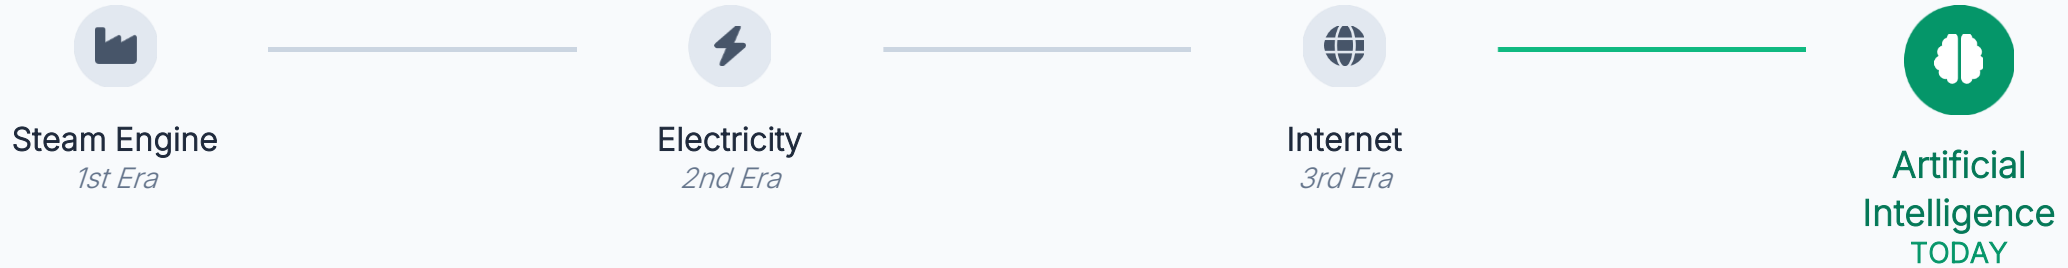 Steam Engine
1st Era
Electricity
2nd Era
Internet
3rd Era
Artificial
Intelligence
TODAY